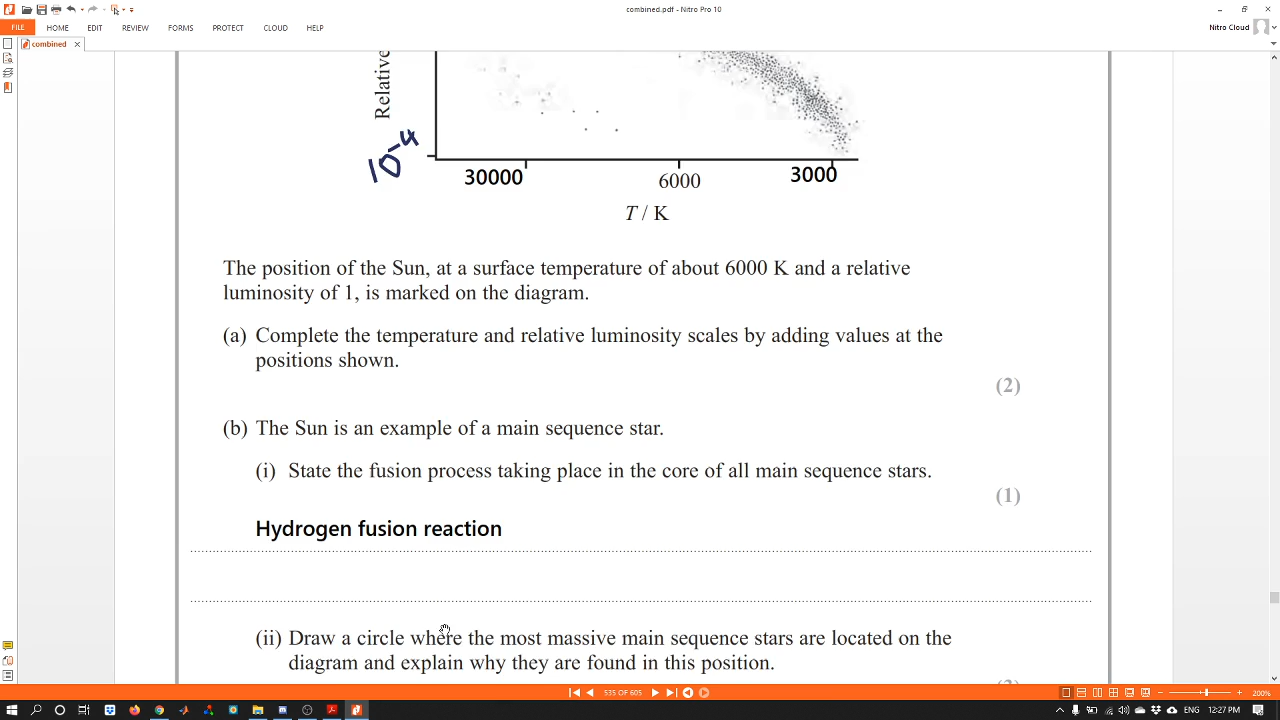 combined.pdf - Nitro Pro 10
FILE HOME EDIT REVIEW FORMS PROTECT CLOUD HELP
Nitro Cloud
combined
Relative
10-4
30000 6000 3000
T / K
The position of the Sun, at a surface temperature of about 6000 K and a relative
luminosity of 1, is marked on the diagram.
(a) Complete the temperature and relative luminosity scales by adding values at the
positions shown.
(2)
(b) The Sun is an example of a main sequence star.
(i) State the fusion process taking place in the core of all main sequence stars.
(1)
Hydrogen fusion reaction
(ii) Draw a circle where the most massive main sequence stars are located on the
diagram and explain why they are found in this position.
535 OF 605
200%
ENG 12:27 PM